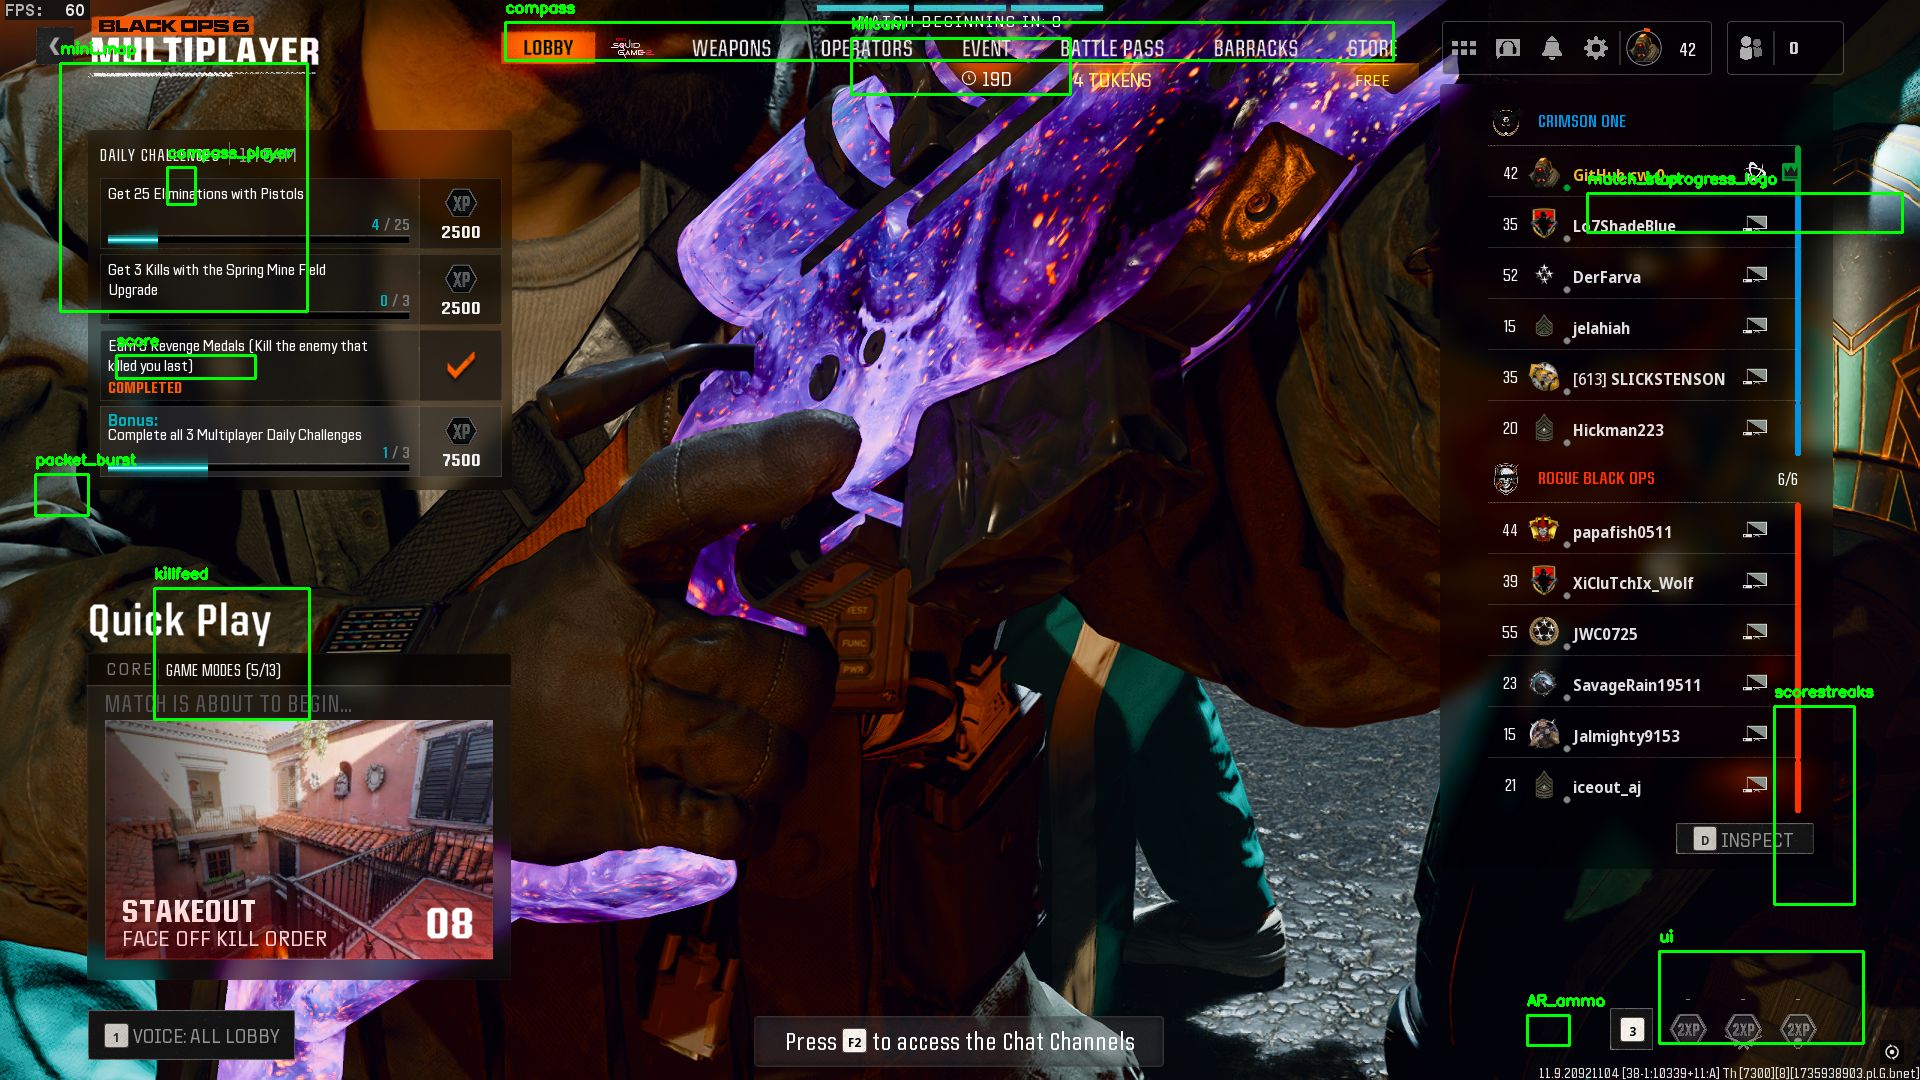 FPS: 60
compass
BLACK OPS 6
MULTIPLAYER
mini_map
MATCH BEGINNING IN: 8
killcam
LOBBY
SQUID GAME
WEAPONS
OPERATORS
EVENT
BATTLE PASS
BARRACKS
STORE
19D
4 TOKENS
FREE
42
0
DAILY CHALLENGES
compass_player
Get 25 Eliminations with Pistols
4 / 25
XP
2500
Get 3 Kills with the Spring Mine Field
Upgrade
0 / 3
XP
2500
score
Earn 5 Revenge Medals (Kill the enemy that
killed you last)
COMPLETED
Bonus:
Complete all 3 Multiplayer Daily Challenges
1 / 3
XP
7500
packet_burst
killfeed
Quick Play
CORE
GAME MODES (5/13)
MATCH IS ABOUT TO BEGIN...
STAKEOUT
FACE OFF KILL ORDER
08
1 VOICE: ALL LOBBY
TEST
FUNC.
PWR
Press F2 to access the Chat Channels
CRIMSON ONE
42 GitHub sw
35 Lo7ShadeBlue
52 DerFarva
15 jelahiah
35 [613] SLICKSTENSON
20 Hickman223
ROGUE BLACK OPS
6/6
44 papafish0511
39 XiCluTchIx_Wolf
55 JWC0725
23 SavageRain19511
scorestreaks
15 Jalmighty9153
21 iceout_aj
D INSPECT
ui
AR_ammo
3
2XP
2XP
2XP
11.9.20921104 [38-1:10339+11:A] Th [7300][8][1735938903.pl.G.bnet]